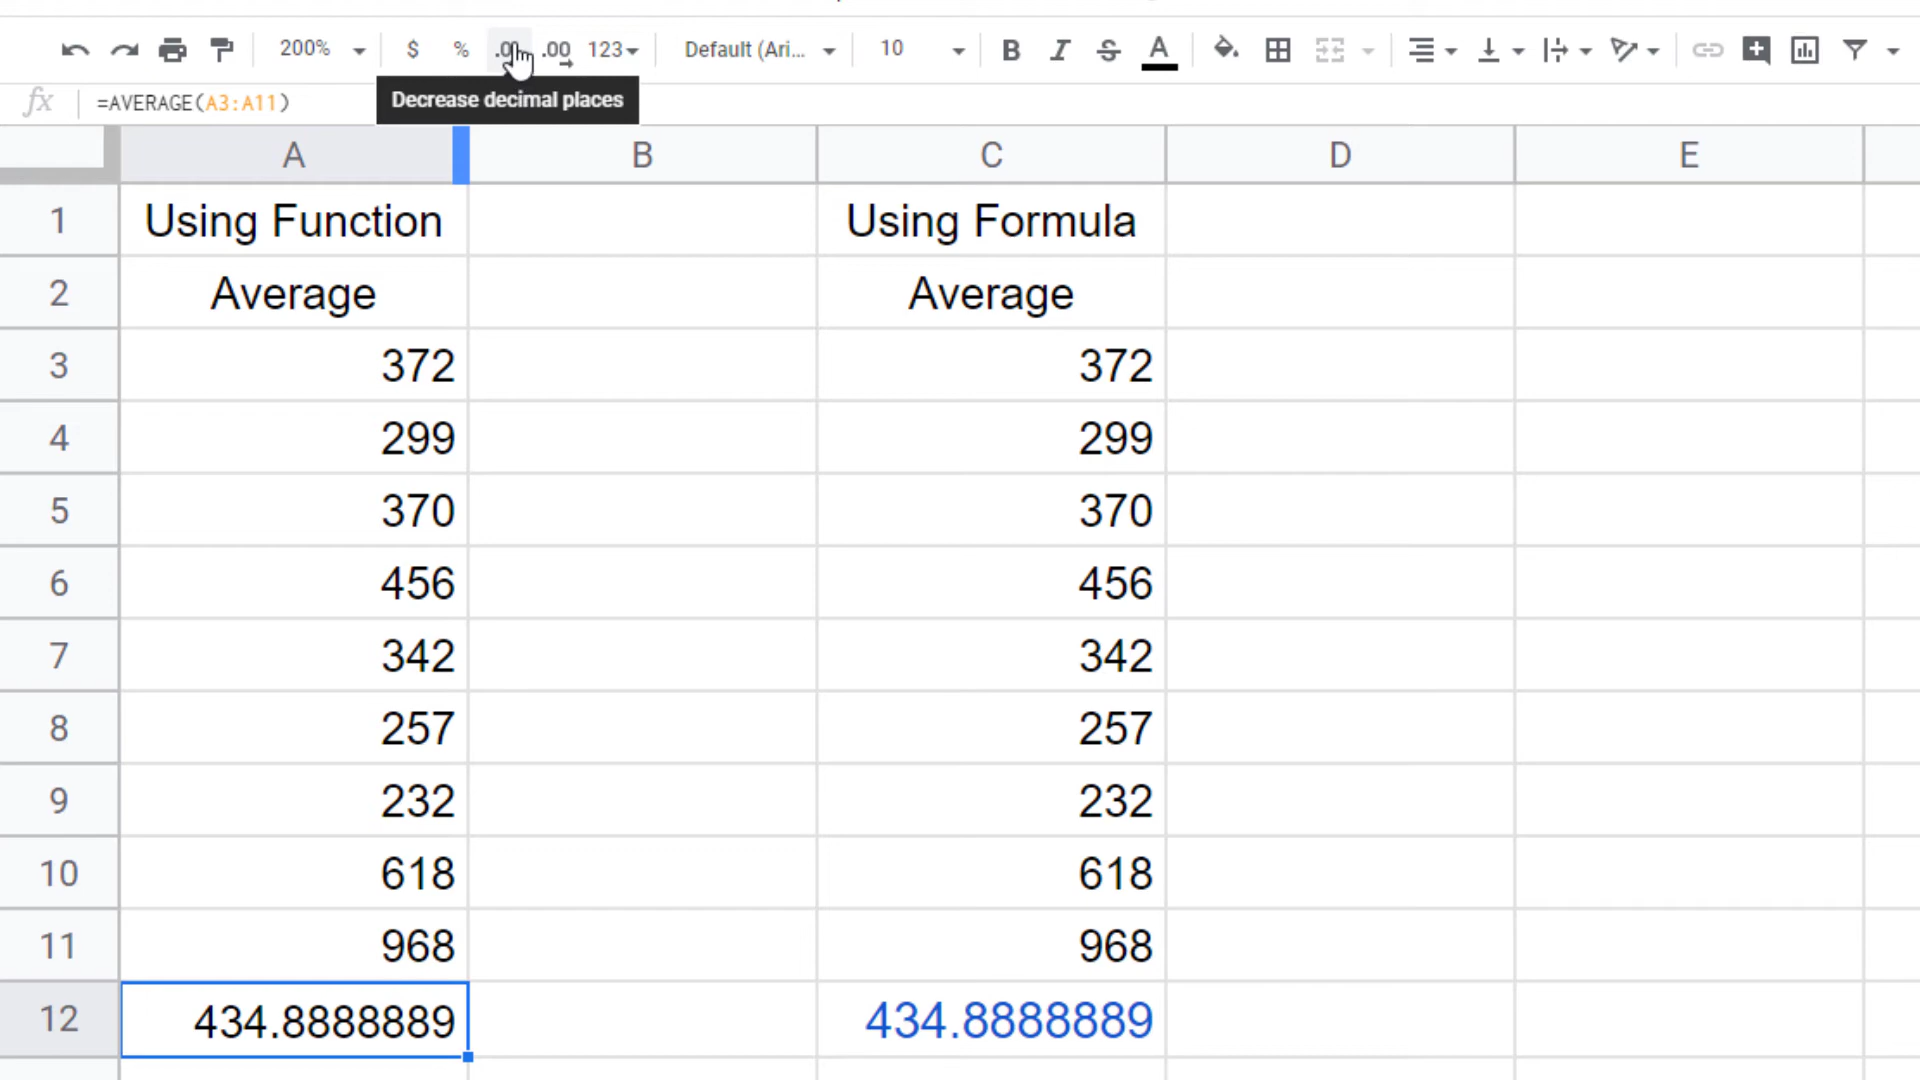 200% $ % .0 .00 123 Default (Ari... 10 B I S A
fx =AVERAGE(A3:A11)
Decrease decimal places
A B C D E
1 Using Function Using Formula
2 Average Average
3 372 372
4 299 299
5 370 370
6 456 456
7 342 342
8 257 257
9 232 232
10 618 618
11 968 968
12 434.8888889 434.8888889